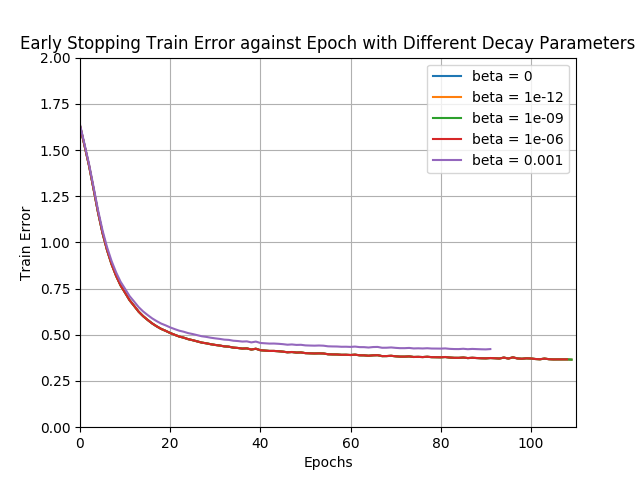 Early Stopping Train Error against Epoch with Different Decay Parameters
2.00
1.75
1.50
1.25
1.00
0.75
0.50
0.25
0.00
Train Error
beta = 0
beta = 1e-12
beta = 1e-09
beta = 1e-06
beta = 0.001
0 20 40 60 80 100
Epochs